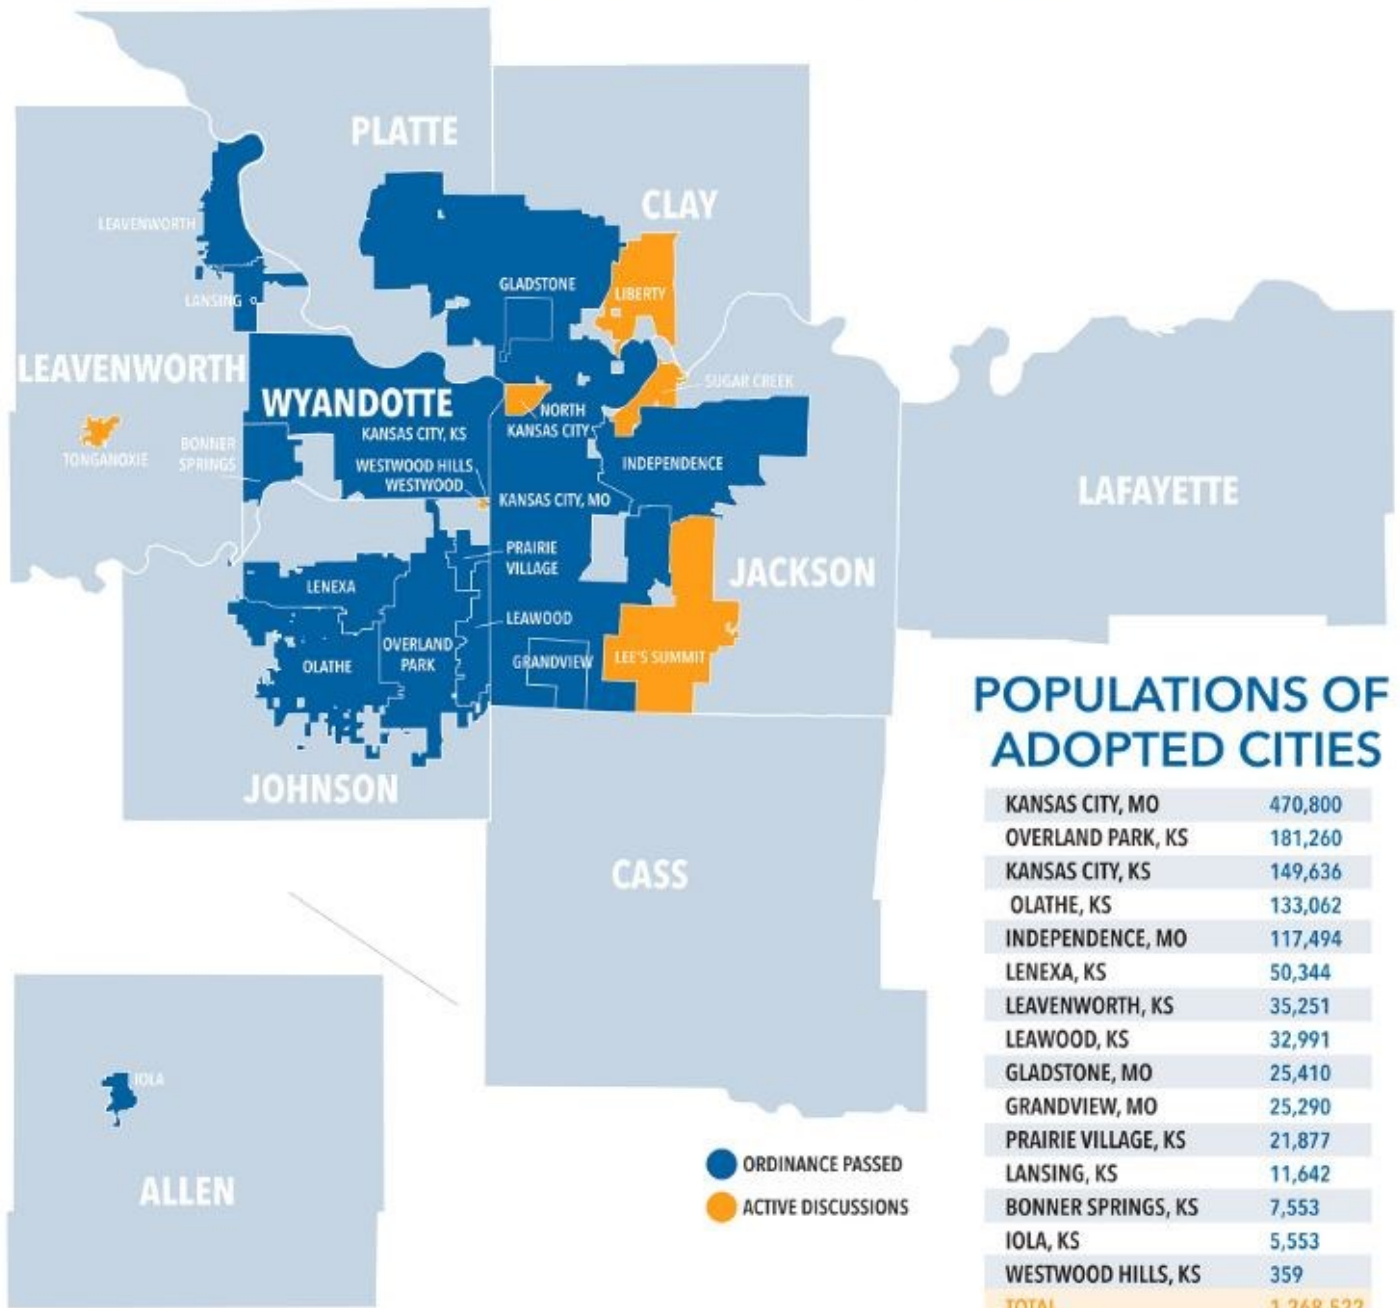 PLATTE
CLAY
LEAVENWORTH
GLADSTONE
LIBERTY
LANSING
LEAVENWORTH
WYANDOTTE
SUGAR CREEK
NORTH
KANSAS CITY
KANSAS CITY, KS
TONGANOXIE
BONNER
SPRINGS
WESTWOOD HILLS
WESTWOOD
INDEPENDENCE
KANSAS CITY, MO
LAFAYETTE
PRAIRIE
VILLAGE
JACKSON
LENEXA
LEAWOOD
OVERLAND
PARK
OLATHE
GRANDVIEW
LEE'S SUMMIT
JOHNSON
CASS
IOLA
ALLEN
ORDINANCE PASSED
ACTIVE DISCUSSIONS
POPULATIONS OF
ADOPTED CITIES
KANSAS CITY, MO 470,800
OVERLAND PARK, KS 181,260
KANSAS CITY, KS 149,636
OLATHE, KS 133,062
INDEPENDENCE, MO 117,494
LENEXA, KS 50,344
LEAVENWORTH, KS 35,251
LEAWOOD, KS 32,991
GLADSTONE, MO 25,410
GRANDVIEW, MO 25,290
PRAIRIE VILLAGE, KS 21,877
LANSING, KS 11,642
BONNER SPRINGS, KS 7,553
IOLA, KS 5,553
WESTWOOD HILLS, KS 359
TOTAL 1,268,522